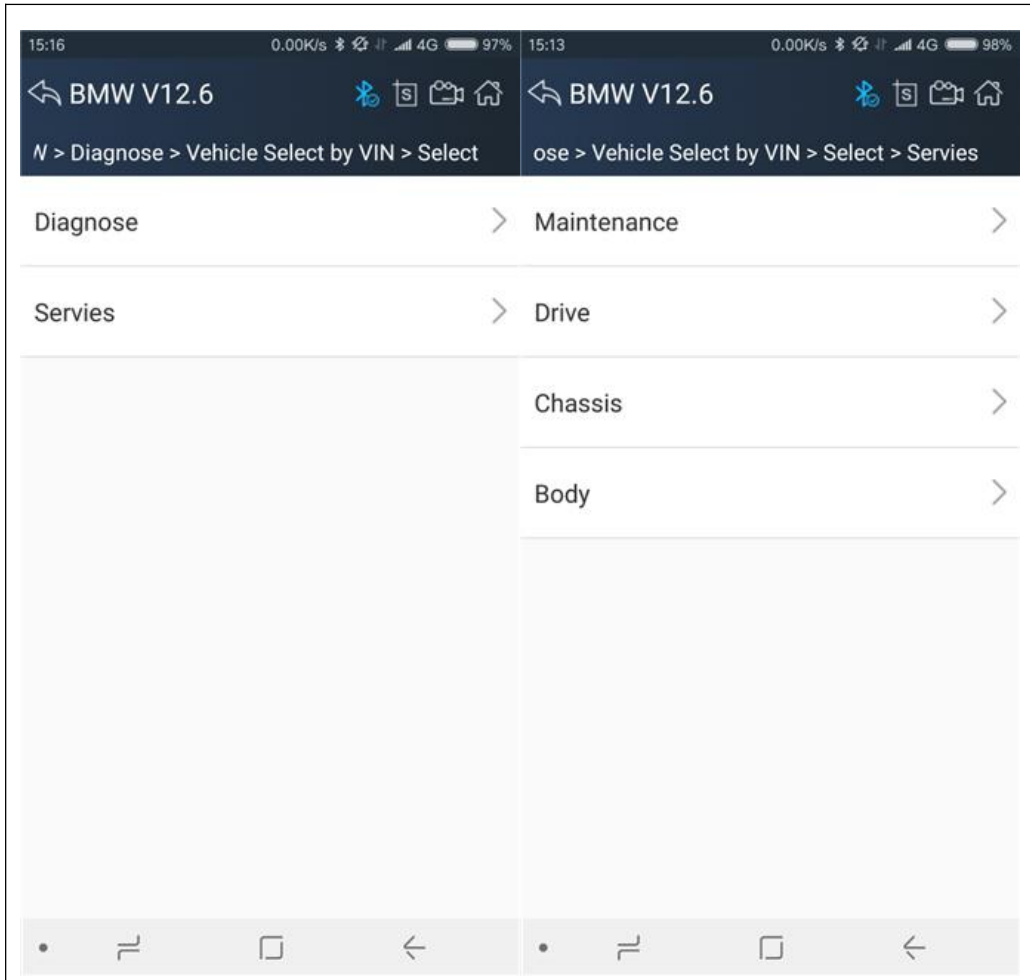 15:16 0.00K/s 4G 97%
BMW V12.6
> Diagnose > Vehicle Select by VIN > Select
Diagnose
Servies
15:13 0.00K/s 4G 98%
BMW V12.6
ose > Vehicle Select by VIN > Select > Servies
Maintenance
Drive
Chassis
Body